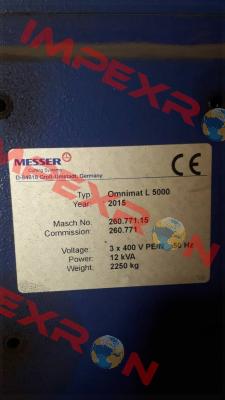 IMPEXRON
MESSER
Cutting Systems
D-64818 Groß-Umstadt, Germany
CE
Typ: Omnimat L 5000
Year: 2015
Masch No. 260.771.15
Commission: 260.771
Voltage: 3 x 400 V PE/N 50 Hz
Power: 12 kVA
Weight: 2250 kg
IMPEXRON
IMPEXRON